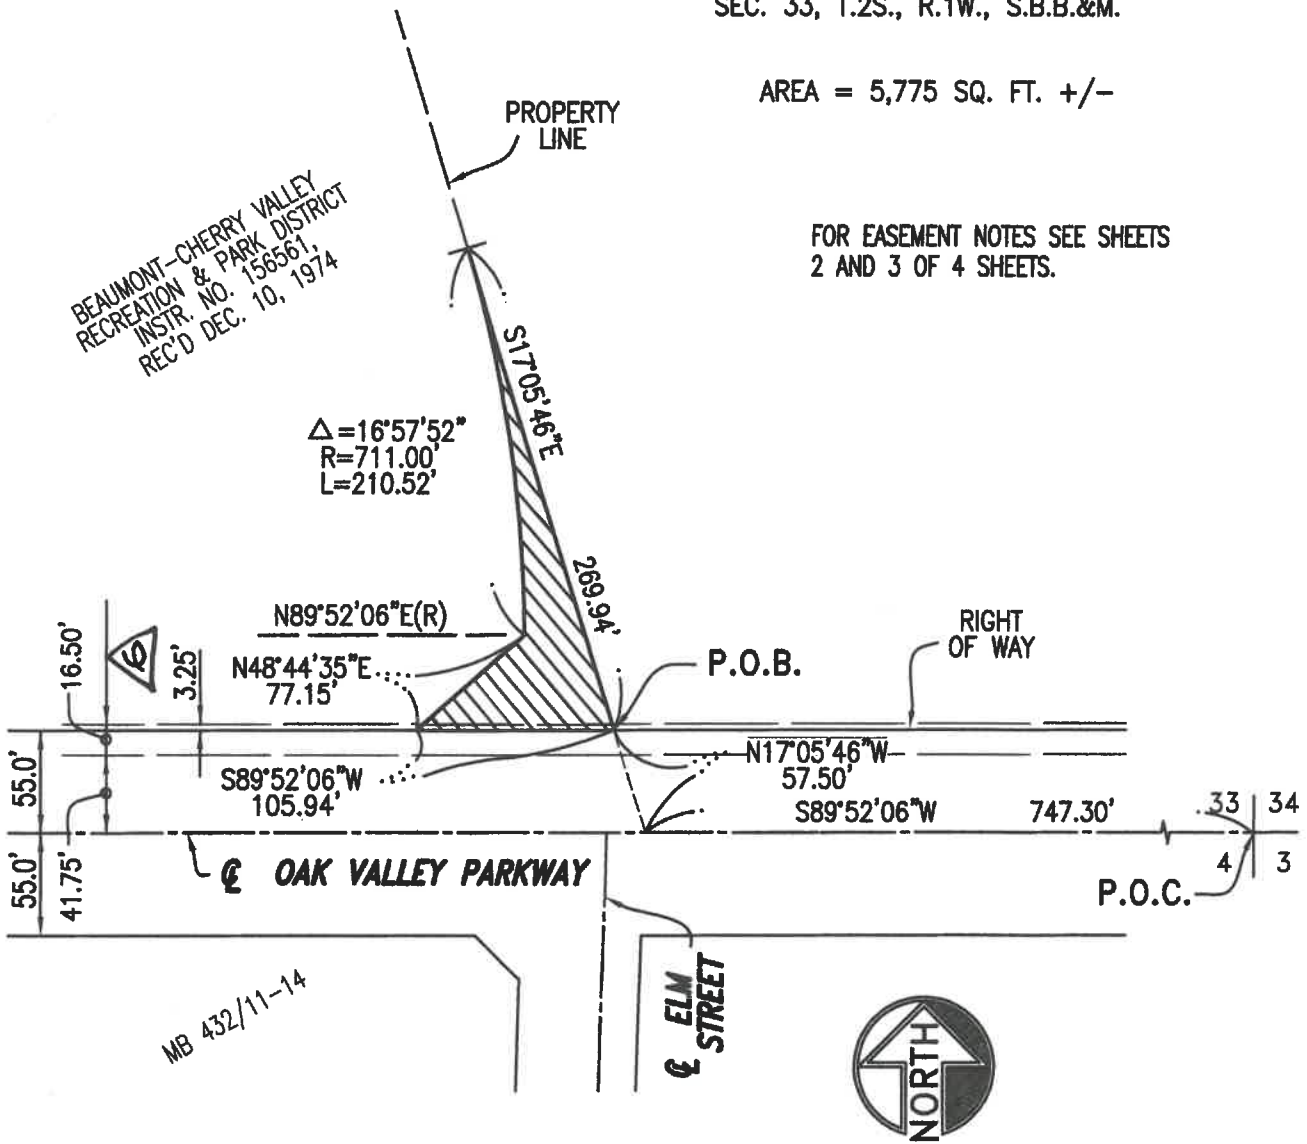 SEC. 33, T.2S., R.1W., S.B.B.&M.
AREA = 5,775 SQ. FT. +/-
PROPERTY
LINE
BEAUMONT-CHERRY VALLEY
RECREATION & PARK DISTRICT
INSTR. NO. 156561,
REC'D DEC. 10, 1974
FOR EASEMENT NOTES SEE SHEETS
2 AND 3 OF 4 SHEETS.
S17°05'46"E
269.94'
Δ=16°57'52"
R=711.00'
L=210.52'
N89°52'06"E(R)
N48°44'35"E
77.15'
16.50'
6
3.25'
RIGHT
OF WAY
P.O.B.
S89°52'06"W
105.94'
N17°05'46"W
57.50'
S89°52'06"W 747.30'
33 34
4 3
P.O.C.
55.0'
55.0'
41.75'
℄ OAK VALLEY PARKWAY
℄ ELM
STREET
MB 432/11-14
NORTH